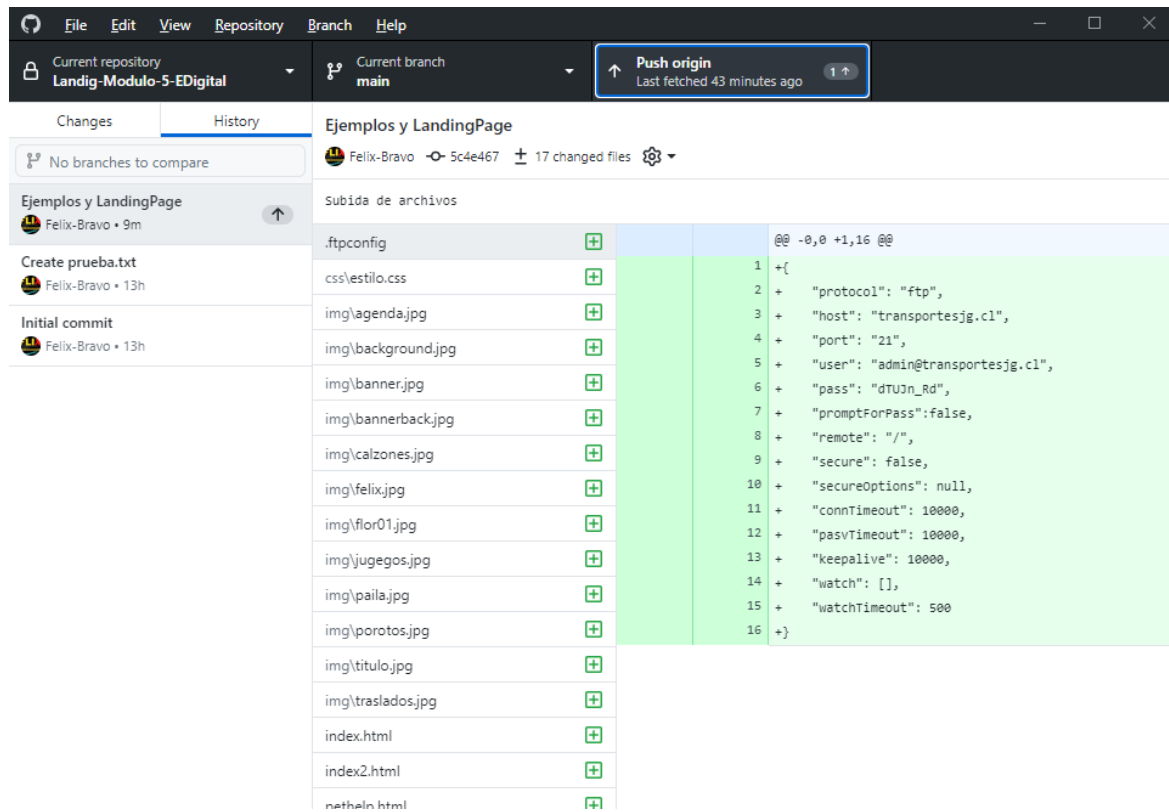 File Edit View Repository Branch Help
Current repository
Landig-Modulo-5-EDigital
Current branch
main
Push origin
Last fetched 43 minutes ago
1
Changes History
No branches to compare
Ejemplos y LandingPage
Felix-Bravo • 9m
Create prueba.txt
Felix-Bravo • 13h
Initial commit
Felix-Bravo • 13h
Ejemplos y LandingPage
Felix-Bravo 5c4e467 17 changed files
Subida de archivos
.ftpconfig
css\estilo.css
img\agenda.jpg
img\background.jpg
img\banner.jpg
img\bannerback.jpg
img\calzones.jpg
img\felix.jpg
img\flor01.jpg
img\jugegos.jpg
img\paila.jpg
img\porotos.jpg
img\titulo.jpg
img\traslados.jpg
index.html
index2.html
nethelp.html
@@ -0,0 +1,16 @@
1 +{
2 + "protocol": "ftp",
3 + "host": "transportesjg.cl",
4 + "port": "21",
5 + "user": "admin@transportesjg.cl",
6 + "pass": "dTUJn_Rd",
7 + "promptForPass":false,
8 + "remote": "/",
9 + "secure": false,
10 + "secureOptions": null,
11 + "connTimeout": 10000,
12 + "pasvTimeout": 10000,
13 + "keepalive": 10000,
14 + "watch": [],
15 + "watchTimeout": 500
16 +}